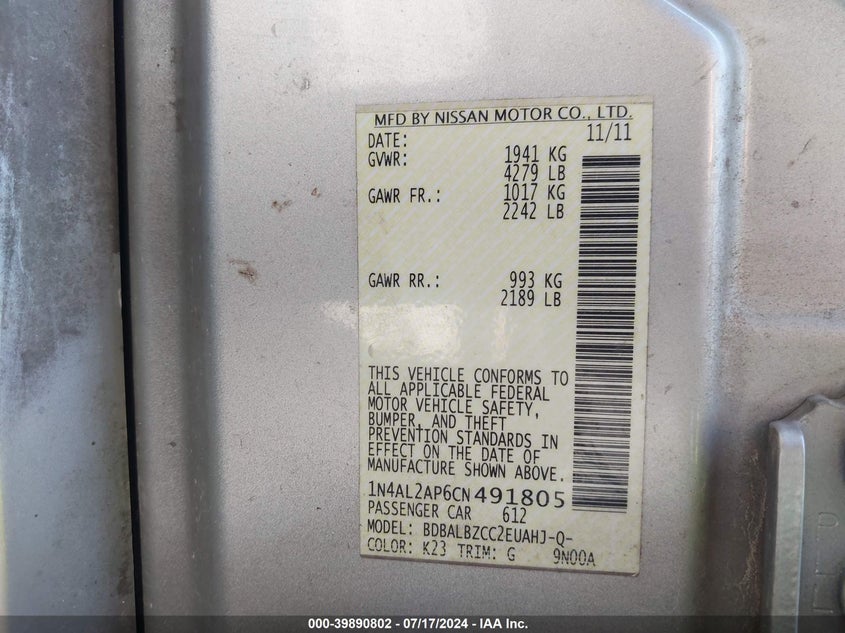 MFD BY NISSAN MOTOR CO., LTD.
DATE: 11/11
GVWR: 1941 KG
4279 LB
GAWR FR.: 1017 KG
2242 LB
GAWR RR.: 993 KG
2189 LB
THIS VEHICLE CONFORMS TO
ALL APPLICABLE FEDERAL
MOTOR VEHICLE SAFETY,
BUMPER, AND THEFT
PREVENTION STANDARDS IN
EFFECT ON THE DATE OF
MANUFACTURE SHOWN ABOVE.
1N4AL2AP6CN491805
PASSENGER CAR 612
MODEL: BDBALBZCC2EUAHJ-Q-
COLOR: K23 TRIM: G 9N00A
000-39890802 - 07/17/2024 - IAA Inc.